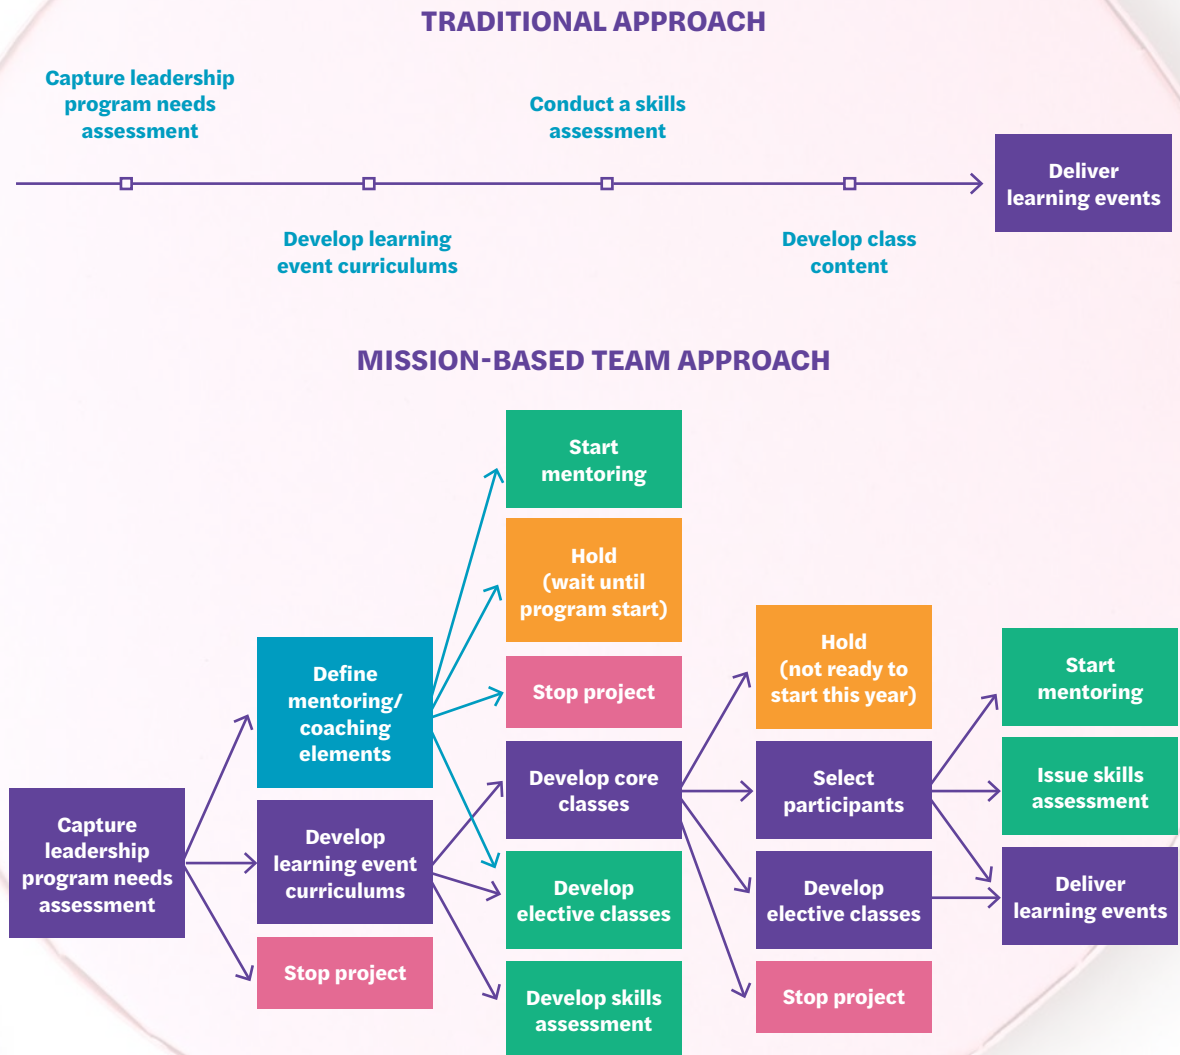 TRADITIONAL APPROACH
Capture leadership
program needs
assessment
Develop learning
event curriculums
Conduct a skills
assessment
Develop class
content
Deliver
learning events
MISSION-BASED TEAM APPROACH
Capture
leadership
program needs
assessment
Define
mentoring/
coaching
elements
Develop
learning event
curriculums
Stop project
Start
mentoring
Hold
(wait until
program start)
Stop project
Develop core
classes
Develop
elective classes
Develop skills
assessment
Hold
(not ready to
start this year)
Select
participants
Develop
elective classes
Stop project
Start
mentoring
Issue skills
assessment
Deliver
learning events